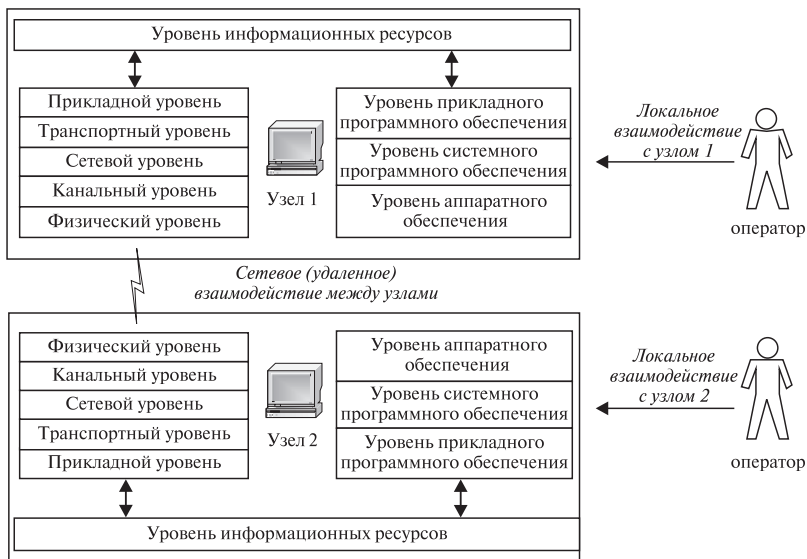 Уровень информационных ресурсов
Прикладной уровень
Транспортный уровень
Сетевой уровень
Канальный уровень
Физический уровень
Узел 1
Уровень прикладного
программного обеспечения
Уровень системного
программного обеспечения
Уровень аппаратного
обеспечения
Локальное
взаимодействие
с узлом 1
оператор
Сетевое (удаленное)
взаимодействие между узлами
Физический уровень
Канальный уровень
Сетевой уровень
Транспортный уровень
Прикладной уровень
Узел 2
Уровень аппаратного
обеспечения
Уровень системного
программного обеспечения
Уровень прикладного
программного обеспечения
Локальное
взаимодействие
с узлом 2
оператор
Уровень информационных ресурсов